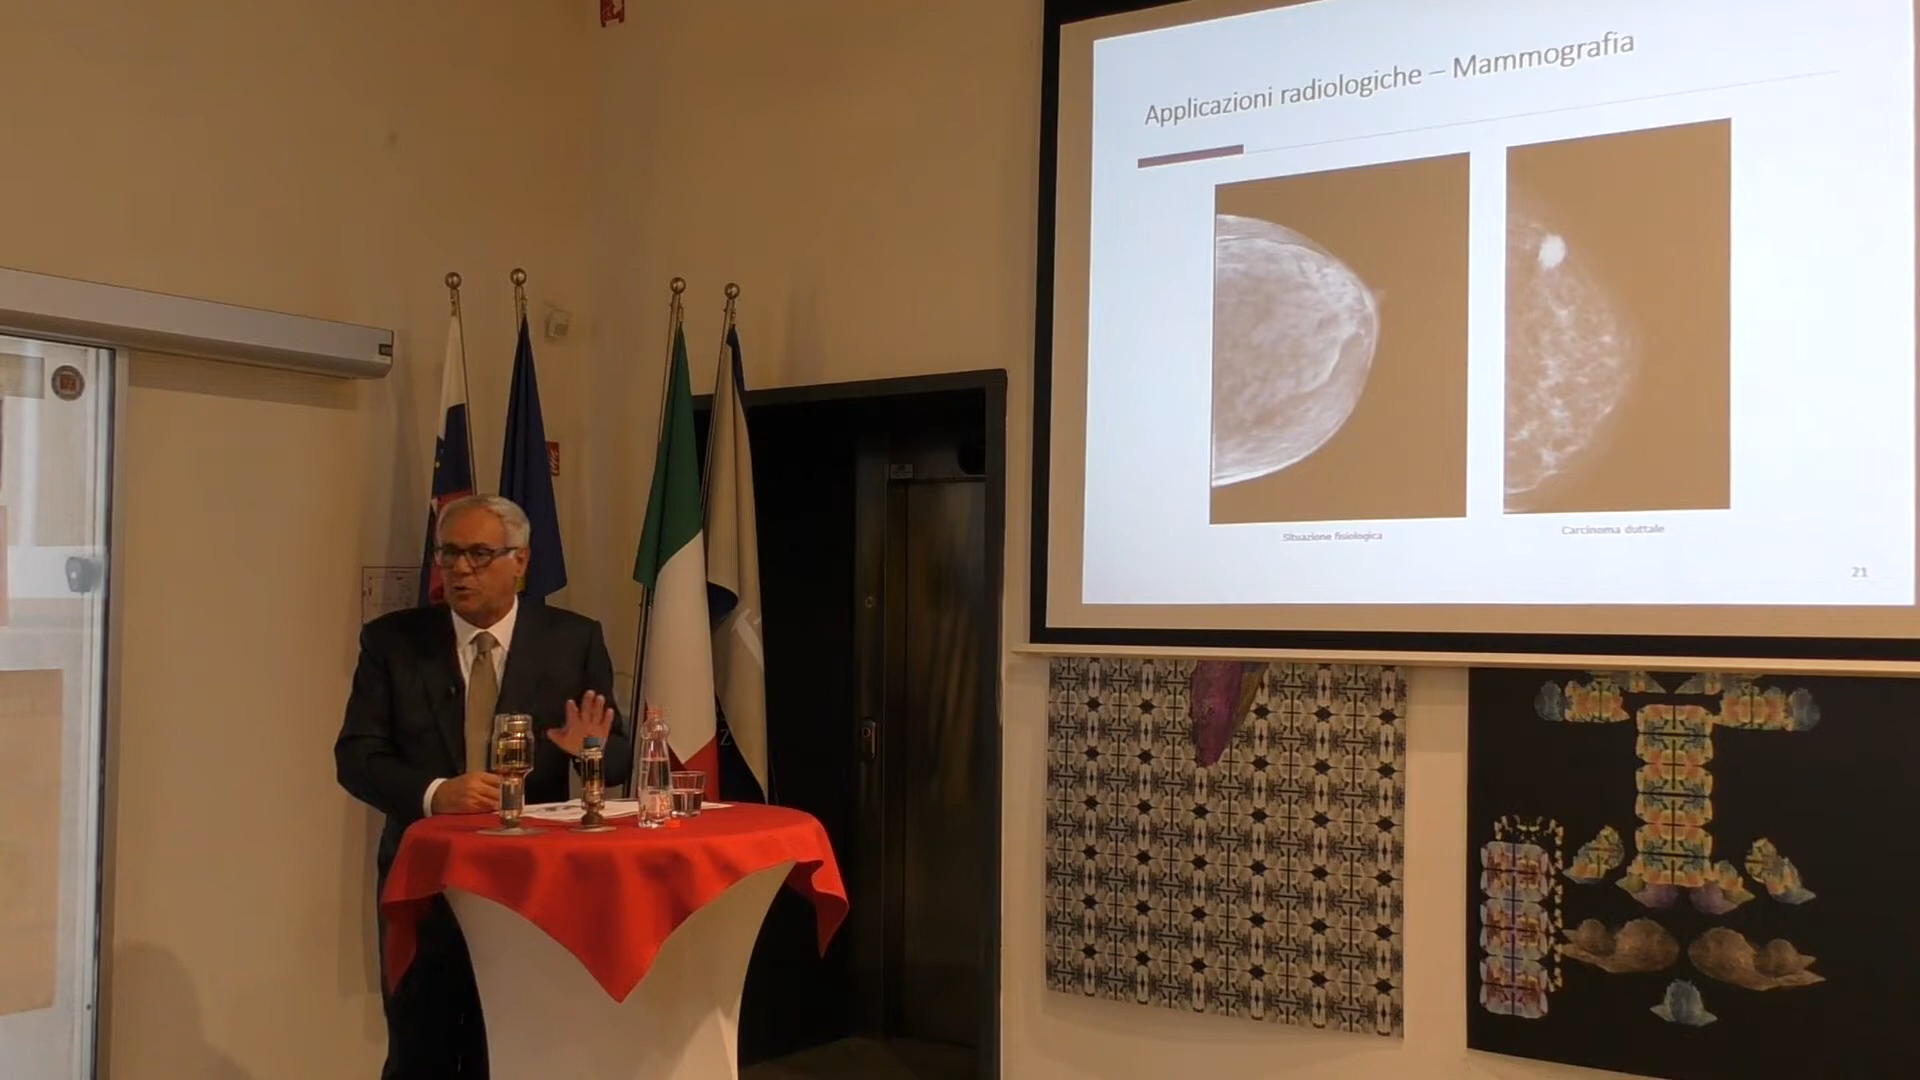 Applicazioni radiologiche – Mammografia
Situazione fisiologica
Carcinoma duttale
21